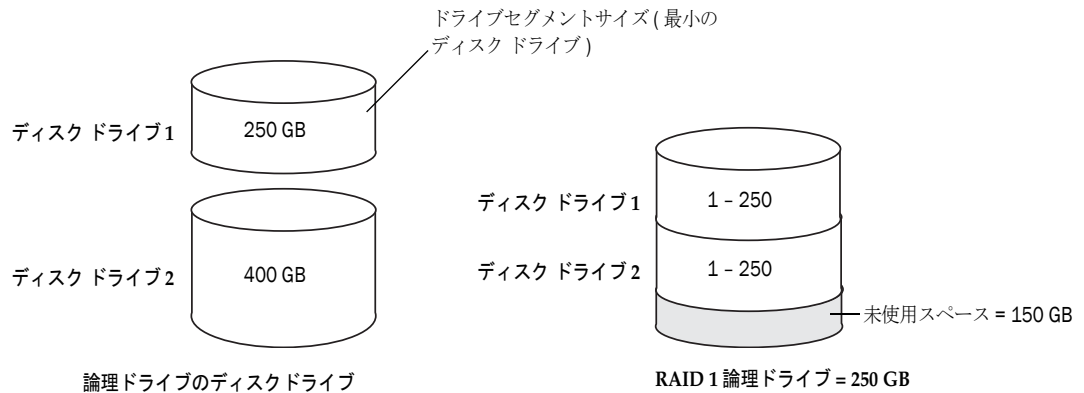 ドライブセグメントサイズ ( 最小の
ディスク ドライブ )
ディスク ドライブ 1
250 GB
ディスク ドライブ 2
400 GB
論理ドライブのディスクドライブ
ディスク ドライブ 1
1 – 250
ディスク ドライブ 2
1 – 250
未使用スペース = 150 GB
RAID 1 論理ドライブ = 250 GB